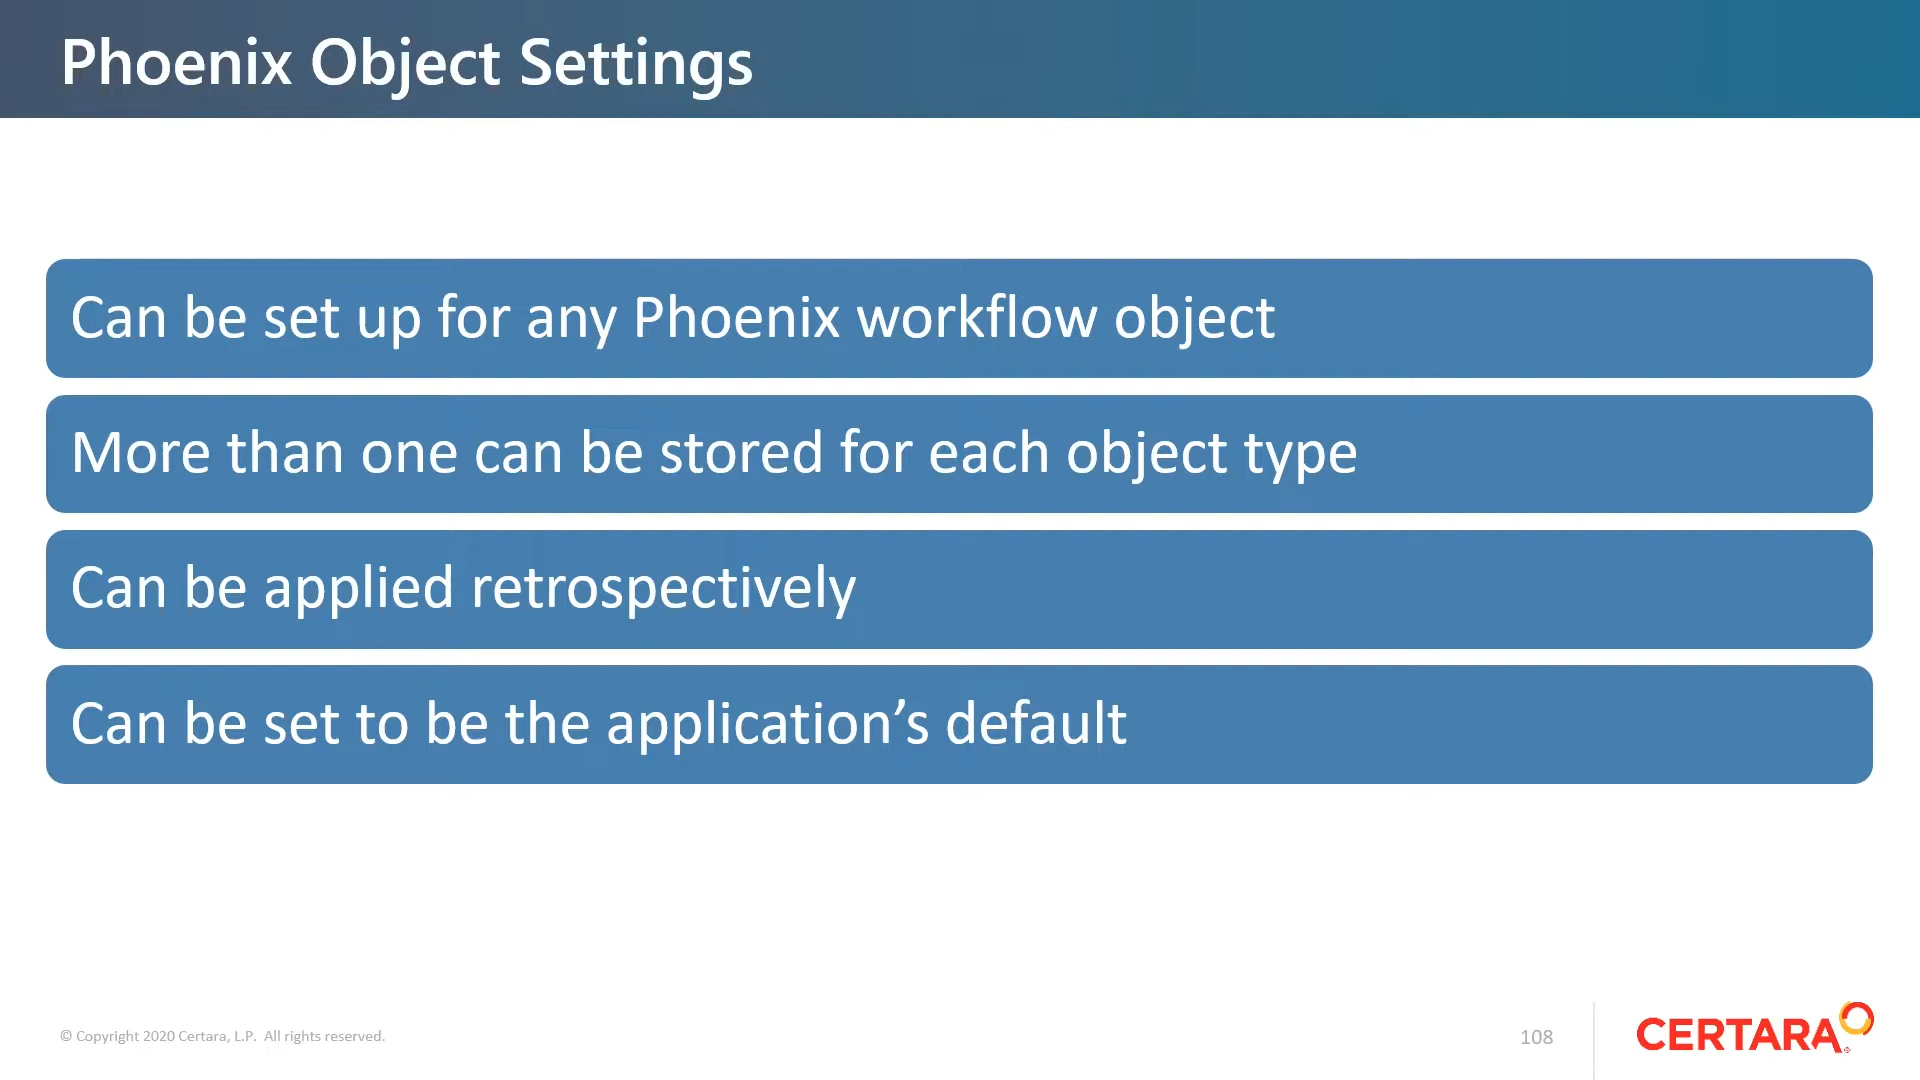 Phoenix Object Settings
Can be set up for any Phoenix workflow object
More than one can be stored for each object type
Can be applied retrospectively
Can be set to be the application’s default
© Copyright 2020 Certara, L.P.  All rights reserved.
108
CERTARA®